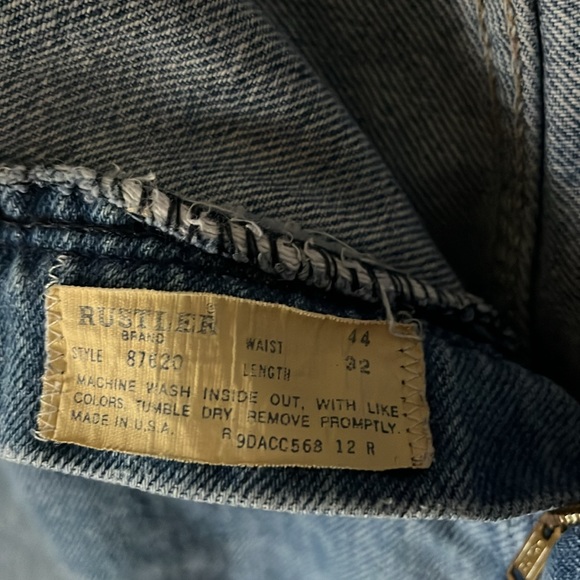 RUSTLER ®
BRAND
WAIST 44
STYLE 87620 LENGTH 32
MACHINE WASH INSIDE OUT, WITH LIKE
COLORS. TUMBLE DRY, REMOVE PROMPTLY.
MADE IN U.S.A. R 9DACC568 12 R